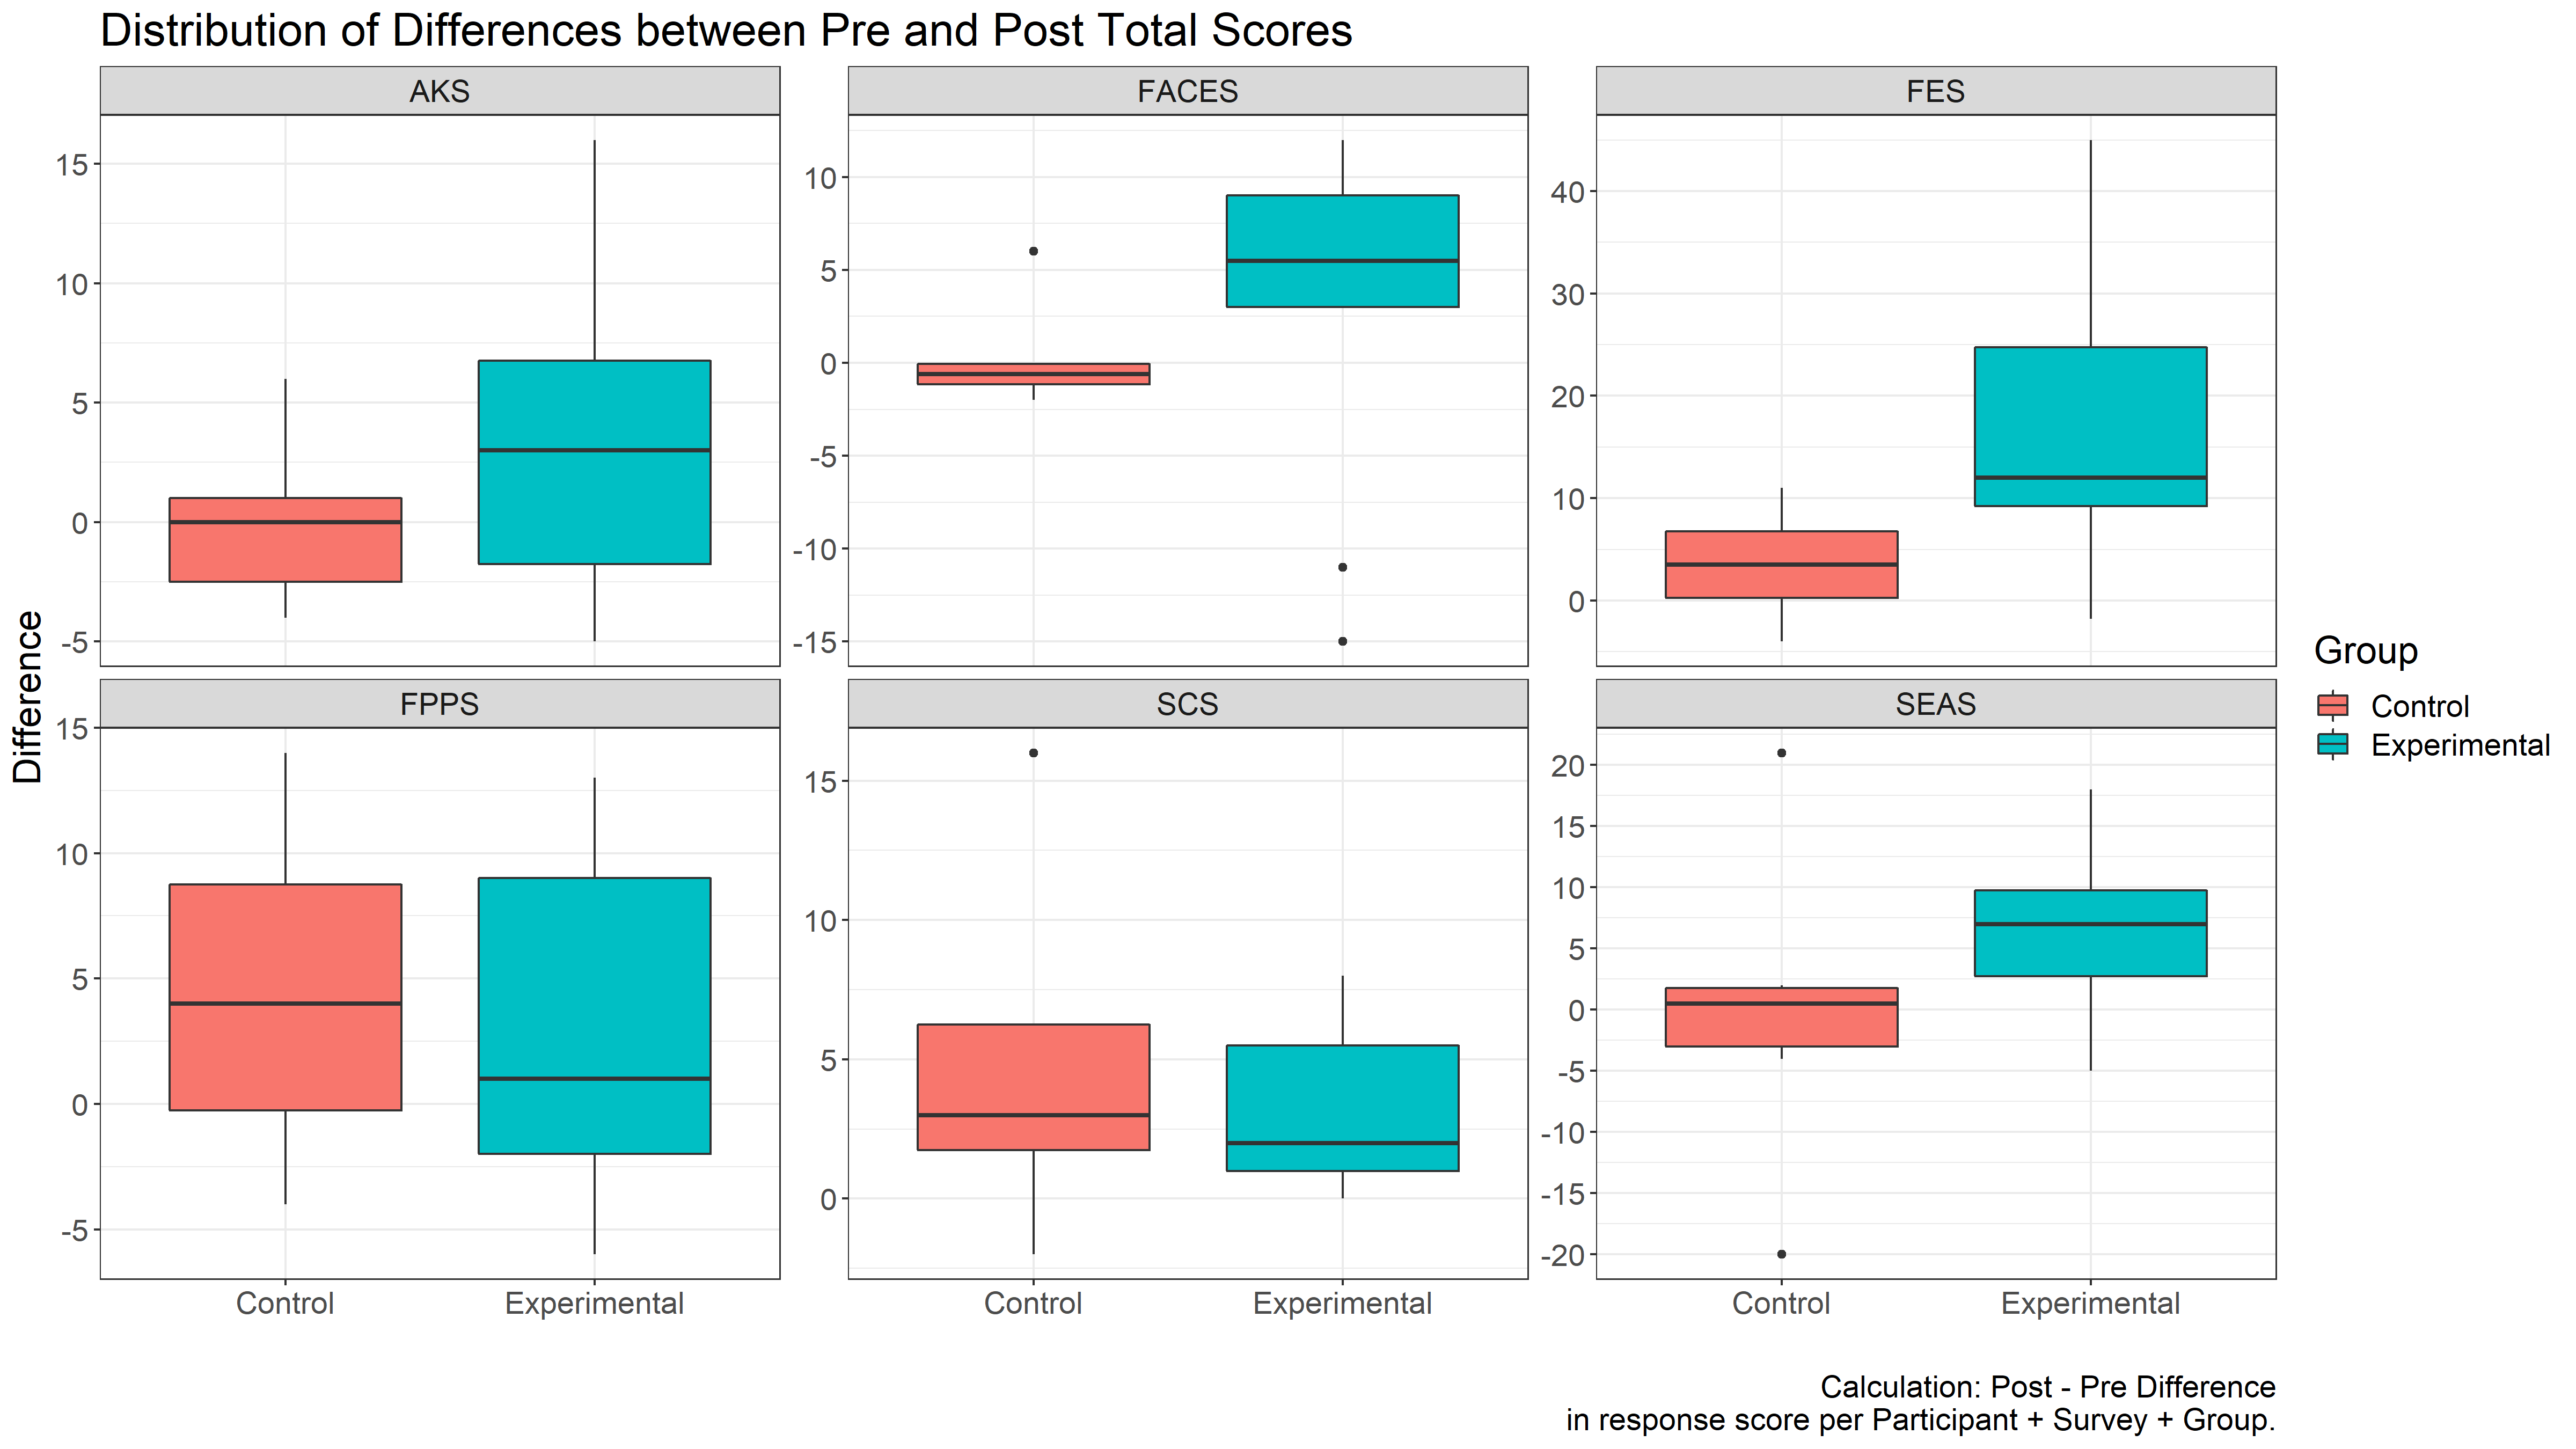 Distribution of Differences between Pre and Post Total Scores
AKS
FACES
FES
15
10
5
0
-5
10
5
0
-5
-10
-15
40
30
20
10
0
Difference
FPPS
SCS
SEAS
15
10
5
0
-5
15
10
5
0
20
15
10
5
0
-5
-10
-15
-20
Control
Experimental
Control
Experimental
Control
Experimental
Group
Control
Experimental
Calculation: Post - Pre Difference
in response score per Participant + Survey + Group.